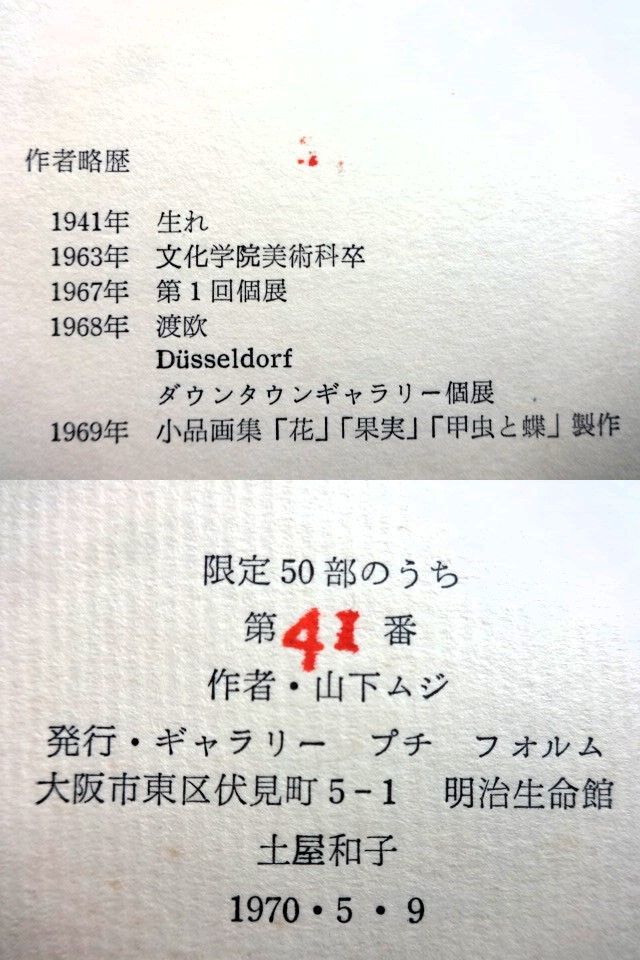 作者略歴
1941年 生れ
1963年 文化学院美術科卒
1967年 第1回個展
1968年 渡欧
Düsseldorf
ダウンタウンギャラリー個展
1969年 小品画集「花」「果実」「甲虫と蝶」製作
限定50部のうち
第41番
作者・山下ムジ
発行・ギャラリー プチ フォルム
大阪市東区伏見町5-1 明治生命館
土屋和子
1970・5・9